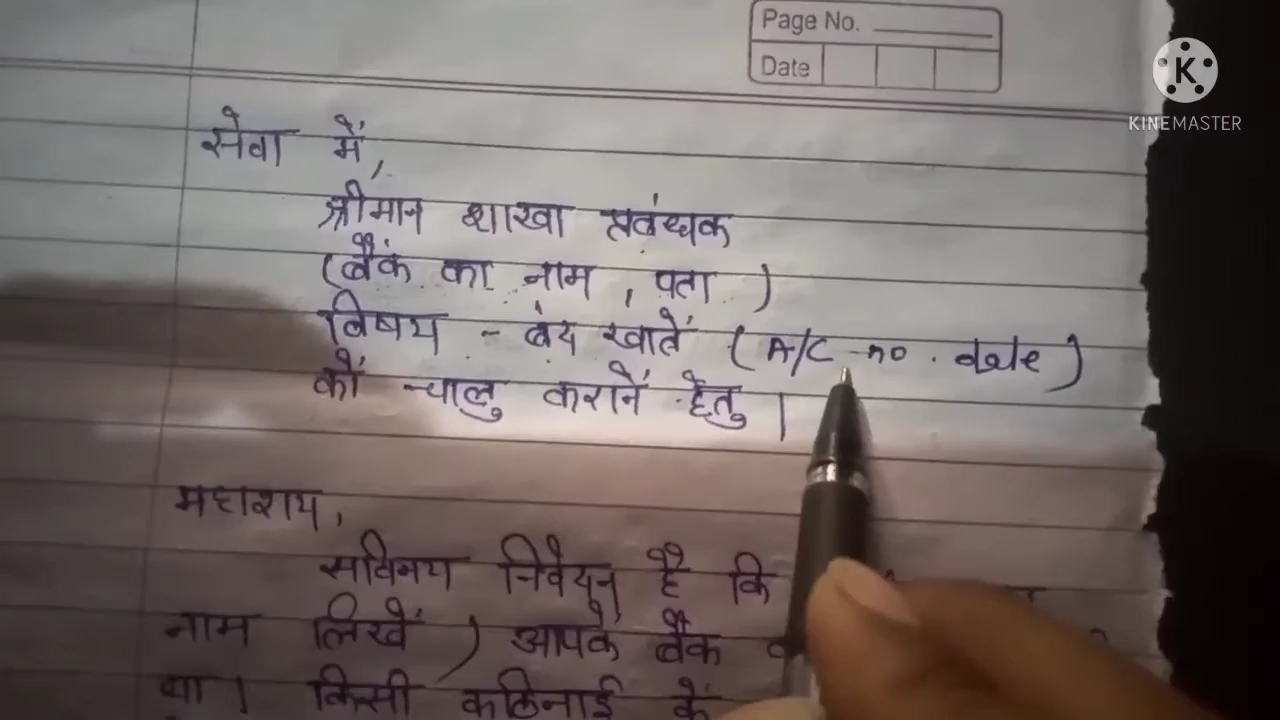 Page No.
Date
K
KINEMASTER
सेवा में,
श्रीमान शाखा प्रबंधक
(बैंक का नाम, पता)
विषय - बंद खातें (A/C no. date)
कों चालु करानें हेतु।
महाशय,
सविनय निवेदन है कि
नाम लिखें) आपके बैंक
था। किसी कठिनाई कें